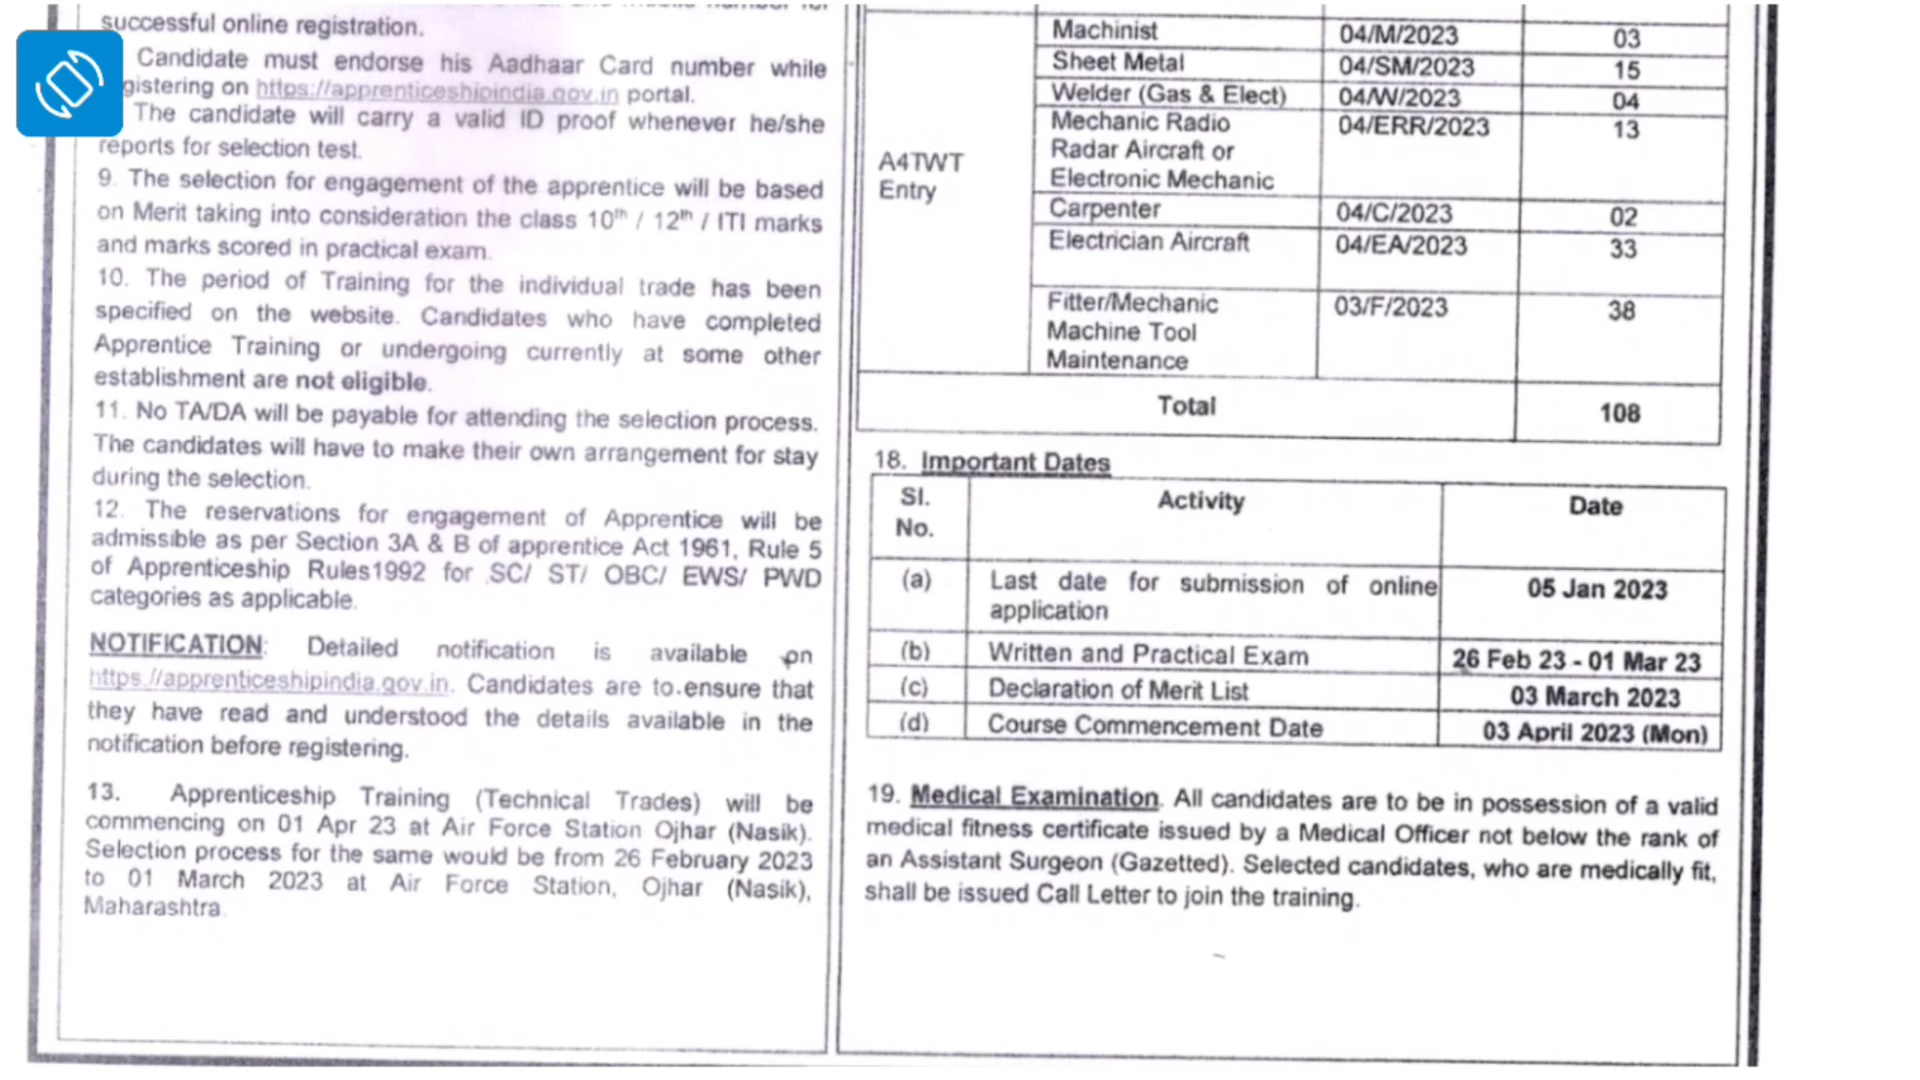 successful online registration.
Candidate must endorse his Aadhaar Card number while
gistering on https://apprenticeshipindia.gov.in portal.
The candidate will carry a valid ID proof whenever he/she
reports for selection test.
9. The selection for engagement of the apprentice will be based
on Merit taking into consideration the class 10th / 12th / ITI marks
and marks scored in practical exam.
10. The period of Training for the individual trade has been
specified on the website. Candidates who have completed
Apprentice Training or undergoing currently at some other
establishment are not eligible.
11. No TA/DA will be payable for attending the selection process.
The candidates will have to make their own arrangement for stay
during the selection.
12. The reservations for engagement of Apprentice will be
admissible as per Section 3A & B of apprentice Act 1961, Rule 5
of Apprenticeship Rules1992 for SC/ ST/ OBC/ EWS/ PWD
categories as applicable.
NOTIFICATION: Detailed notification is available on
https://apprenticeshipindia.gov.in. Candidates are to ensure that
they have read and understood the details available in the
notification before registering.
13. Apprenticeship Training (Technical Trades) will be
commencing on 01 Apr 23 at Air Force Station Ojhar (Nasik).
Selection process for the same would be from 26 February 2023
to 01 March 2023 at Air Force Station, Ojhar (Nasik),
Maharashtra.
A4TWT
Entry
Machinist 04/M/2023 03
Sheet Metal 04/SM/2023 15
Welder (Gas & Elect) 04/W/2023 04
Mechanic Radio 04/ERR/2023 13
Radar Aircraft or
Electronic Mechanic
Carpenter 04/C/2023 02
Electrician Aircraft 04/EA/2023 33
Fitter/Mechanic 03/F/2023 38
Machine Tool
Maintenance
Total 108
18. Important Dates
Sl. Activity Date
No.
(a) Last date for submission of online 05 Jan 2023
application
(b) Written and Practical Exam 26 Feb 23 - 01 Mar 23
(c) Declaration of Merit List 03 March 2023
(d) Course Commencement Date 03 April 2023 (Mon)
19. Medical Examination. All candidates are to be in possession of a valid
medical fitness certificate issued by a Medical Officer not below the rank of
an Assistant Surgeon (Gazetted). Selected candidates, who are medically fit,
shall be issued Call Letter to join the training.